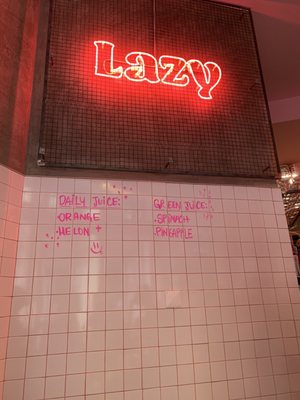 Lazy
DAILY JUICE:
·ORANGE
·MELON +
GREEN JUICE:
·SPINACH
·PINEAPPLE